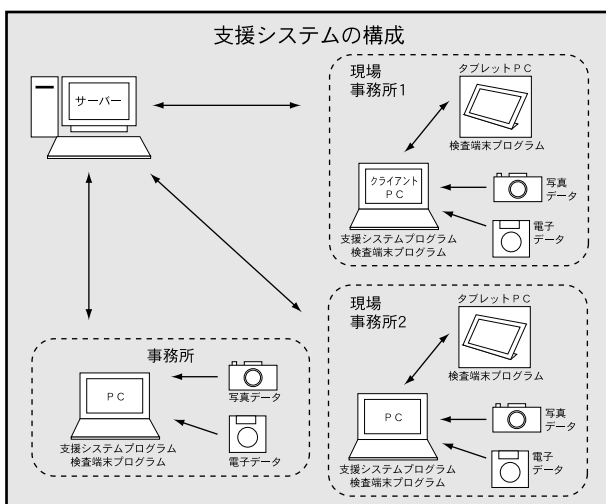 支援システムの構成
サーバー
現場
事務所1
タブレットPC
検査端末プログラム
クライアント
PC
写真
データ
電子
データ
支援システムプログラム
検査端末プログラム
現場
事務所2
タブレットPC
検査端末プログラム
PC
写真
データ
電子
データ
支援システムプログラム
検査端末プログラム
事務所
PC
写真データ
電子データ
支援システムプログラム
検査端末プログラム